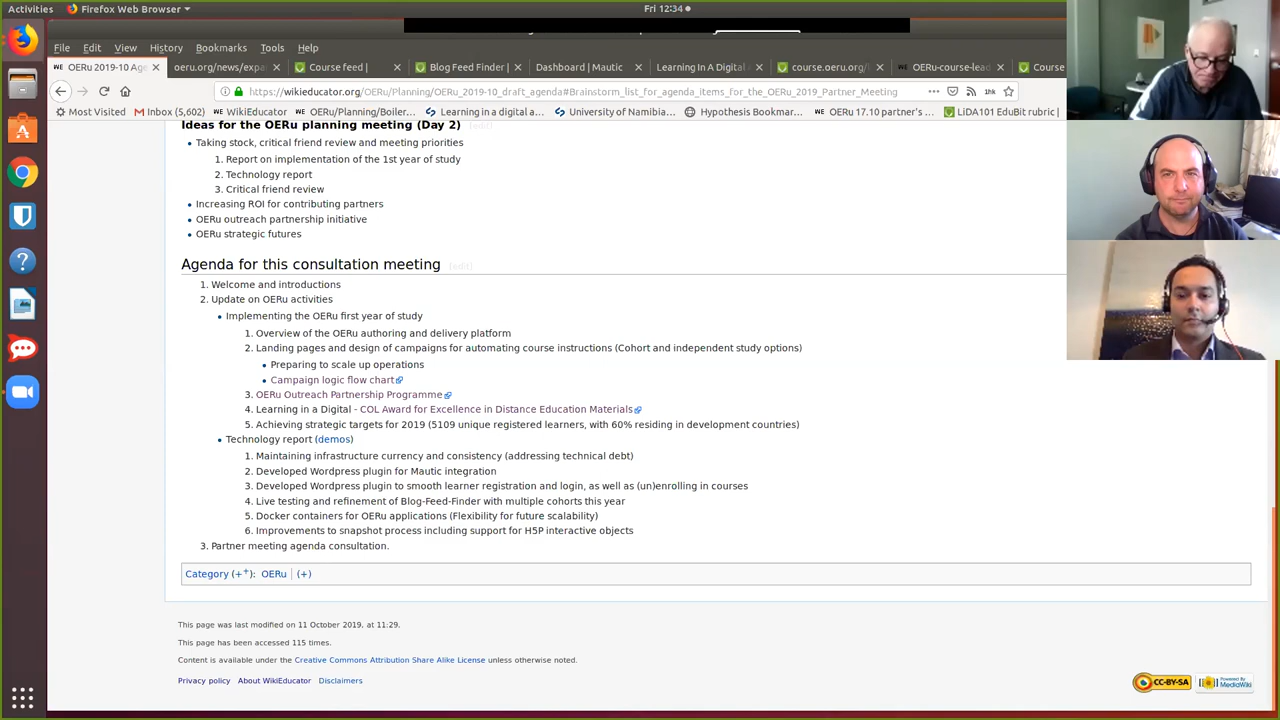 Activities Firefox Web Browser Fri 12:34
File Edit View History Bookmarks Tools Help
WE OERu 2019-10 Age oeru.org/news/expa Course feed | Blog Feed Finder | Dashboard | Mautic Learning In A Digital course.oeru.org/ WE OERu-course-lead Course
https://wikieducator.org/OERu/Planning/OERu_2019-10_draft_agenda#Brainstorm_list_for_agenda_items_for_the_OERu_2019_Partner_Meeting
Most Visited Inbox (5,602) WE WikiEducator WE OERu/Planning/Boiler... Learning in a digital a... University of Namibia... Hypothesis Bookmar... WE OERu 17.10 partner's ... LiDA101 EduBit rubric |
Ideas for the OERu planning meeting (Day 2) [edit]
• Taking stock, critical friend review and meeting priorities
1. Report on implementation of the 1st year of study
2. Technology report
3. Critical friend review
• Increasing ROI for contributing partners
• OERu outreach partnership initiative
• OERu strategic futures
Agenda for this consultation meeting [edit]
1. Welcome and introductions
2. Update on OERu activities
• Implementing the OERu first year of study
1. Overview of the OERu authoring and delivery platform
2. Landing pages and design of campaigns for automating course instructions (Cohort and independent study options)
• Preparing to scale up operations
• Campaign logic flow chart
3. OERu Outreach Partnership Programme
4. Learning in a Digital - COL Award for Excellence in Distance Education Materials
5. Achieving strategic targets for 2019 (5109 unique registered learners, with 60% residing in development countries)
• Technology report (demos)
1. Maintaining infrastructure currency and consistency (addressing technical debt)
2. Developed Wordpress plugin for Mautic integration
3. Developed Wordpress plugin to smooth learner registration and login, as well as (un)enrolling in courses
4. Live testing and refinement of Blog-Feed-Finder with multiple cohorts this year
5. Docker containers for OERu applications (Flexibility for future scalability)
6. Improvements to snapshot process including support for H5P interactive objects
3. Partner meeting agenda consultation.
Category (++): OERu | (+)
This page was last modified on 11 October 2019, at 11:29.
This page has been accessed 115 times.
Content is available under the Creative Commons Attribution Share Alike License unless otherwise noted.
Privacy policy About WikiEducator Disclaimers
CC-BY-SA Powered By MediaWiki